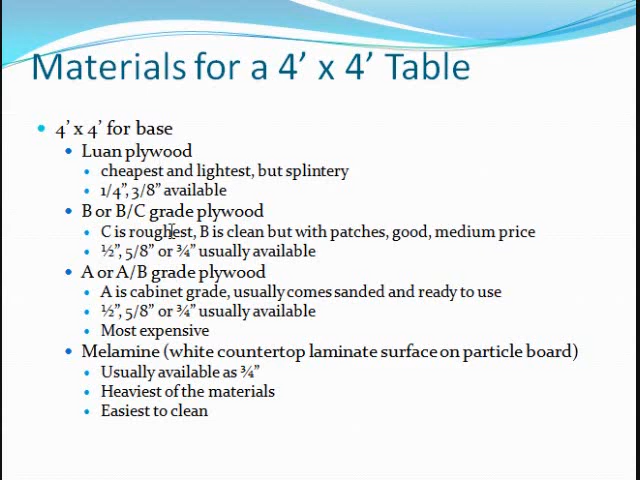 Materials for a 4’ x 4’ Table
4’ x 4’ for base
Luan plywood
cheapest and lightest, but splintery
1/4”, 3/8” available
B or B/C grade plywood
C is roughest, B is clean but with patches, good, medium price
½”, 5/8” or ¾” usually available
A or A/B grade plywood
A is cabinet grade, usually comes sanded and ready to use
½”, 5/8” or ¾” usually available
Most expensive
Melamine (white countertop laminate surface on particle board)
Usually available as ¾”
Heaviest of the materials
Easiest to clean